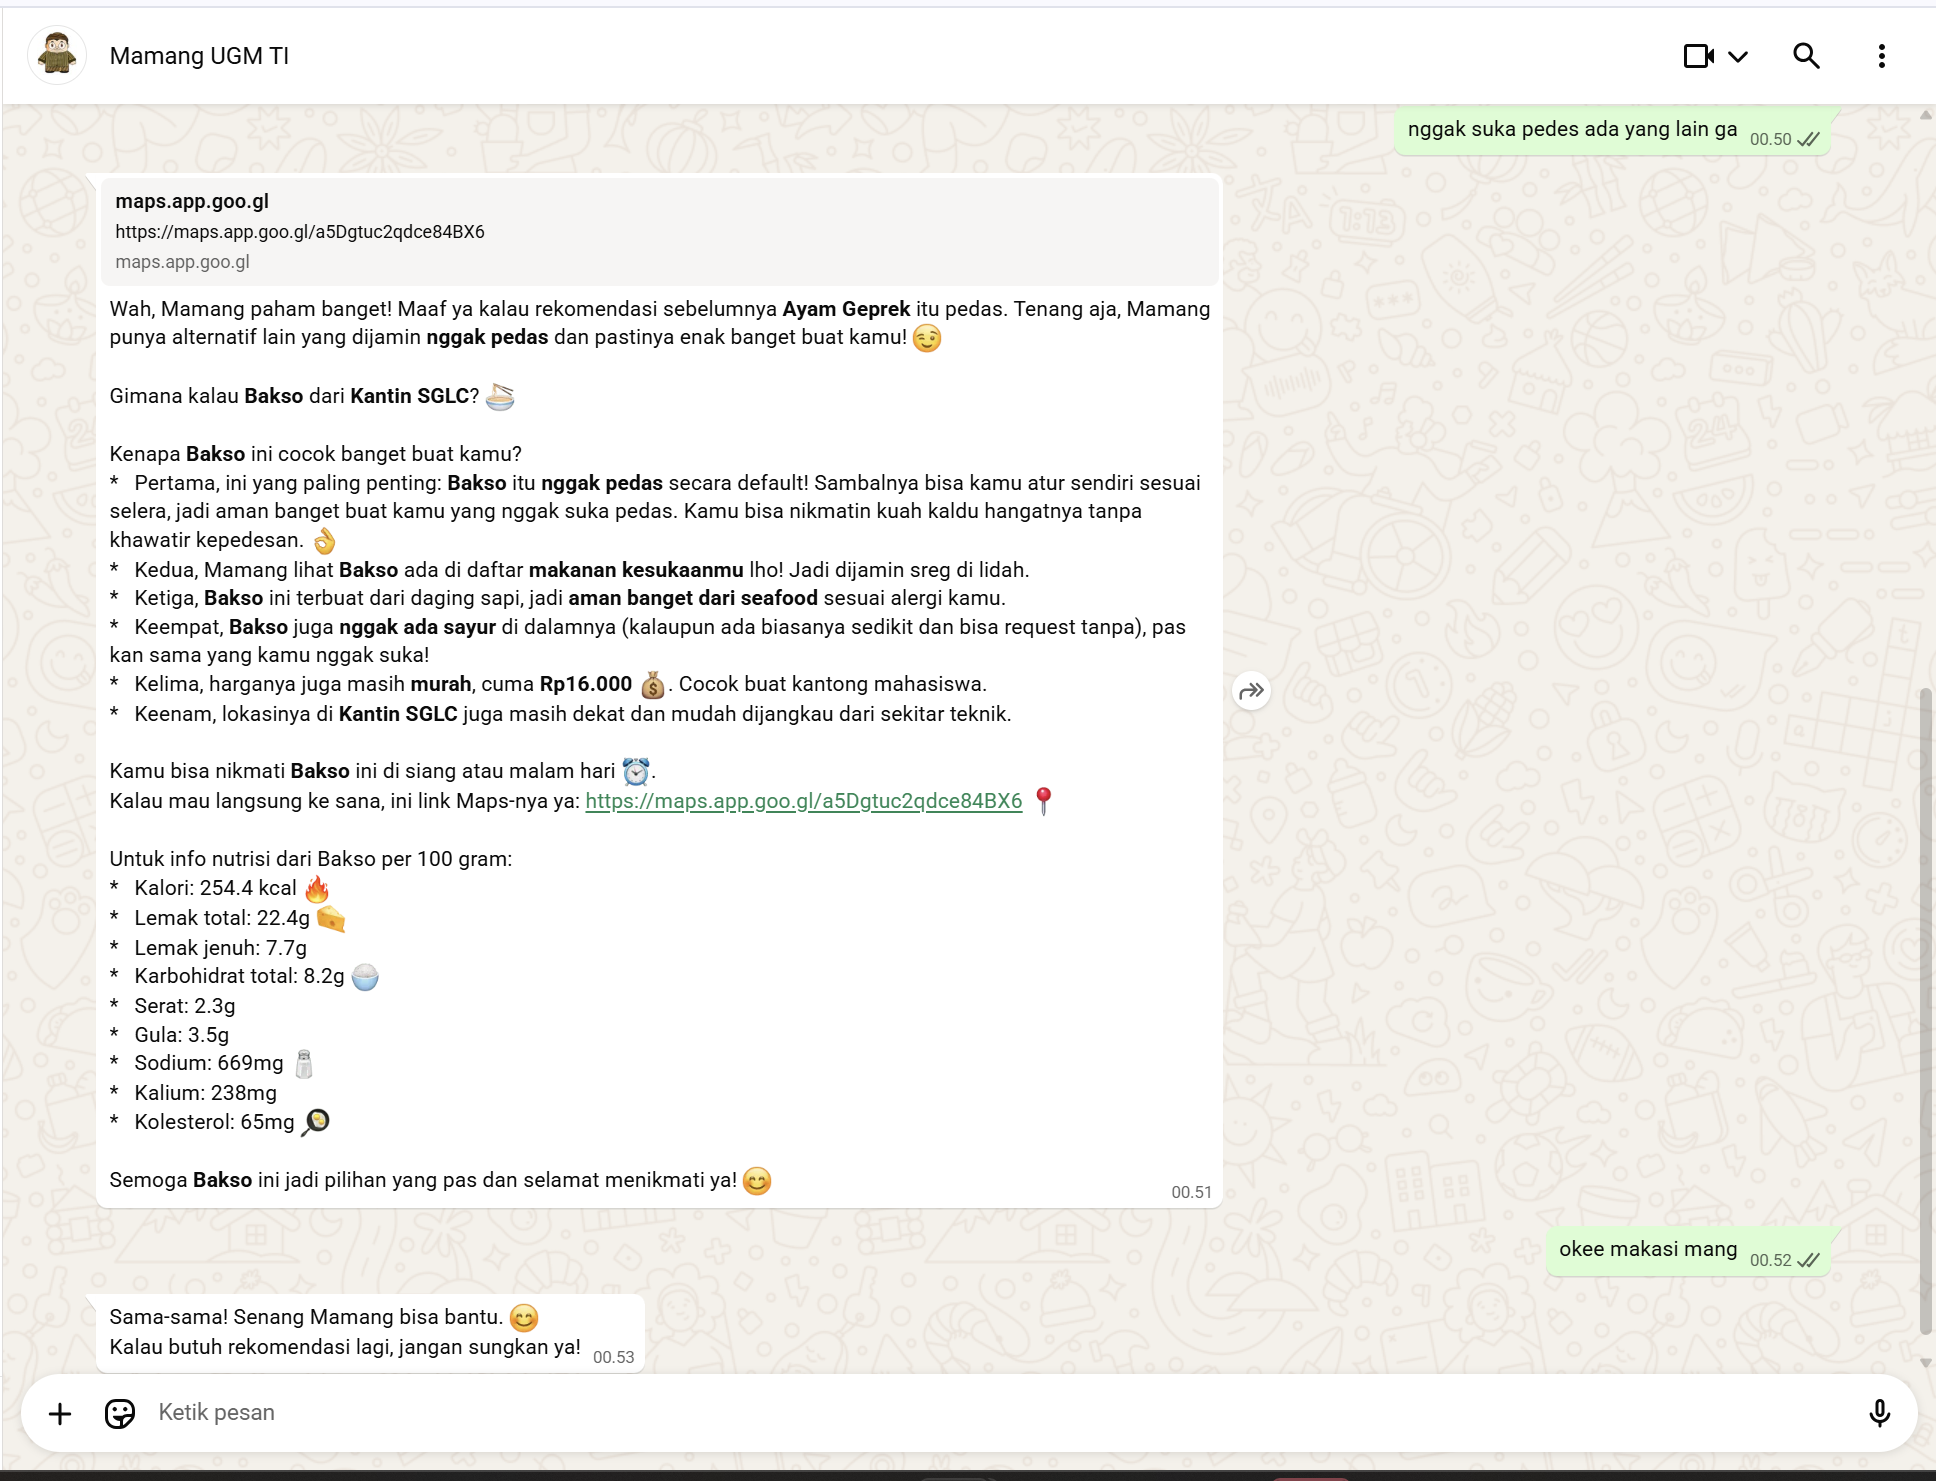 Mamang UGM TI
nggak suka pedes ada yang lain ga 00.50
maps.app.goo.gl
https://maps.app.goo.gl/a5Dgtuc2qdce84BX6
maps.app.goo.gl
Wah, Mamang paham banget! Maaf ya kalau rekomendasi sebelumnya Ayam Geprek itu pedas. Tenang aja, Mamang
punya alternatif lain yang dijamin nggak pedas dan pastinya enak banget buat kamu! 😉
Gimana kalau Bakso dari Kantin SGLC? 🍜
Kenapa Bakso ini cocok banget buat kamu?
* Pertama, ini yang paling penting: Bakso itu nggak pedas secara default! Sambalnya bisa kamu atur sendiri sesuai
selera, jadi aman banget buat kamu yang nggak suka pedas. Kamu bisa nikmatin kuah kaldu hangatnya tanpa
khawatir kepedesan. 👌
* Kedua, Mamang lihat Bakso ada di daftar makanan kesukaanmu lho! Jadi dijamin sreg di lidah.
* Ketiga, Bakso ini terbuat dari daging sapi, jadi aman banget dari seafood sesuai alergi kamu.
* Keempat, Bakso juga nggak ada sayur di dalamnya (kalaupun ada biasanya sedikit dan bisa request tanpa), pas
kan sama yang kamu nggak suka!
* Kelima, harganya juga masih murah, cuma Rp16.000 💰. Cocok buat kantong mahasiswa.
* Keenam, lokasinya di Kantin SGLC juga masih dekat dan mudah dijangkau dari sekitar teknik.
Kamu bisa nikmati Bakso ini di siang atau malam hari ⏰.
Kalau mau langsung ke sana, ini link Maps-nya ya: https://maps.app.goo.gl/a5Dgtuc2qdce84BX6 📍
Untuk info nutrisi dari Bakso per 100 gram:
* Kalori: 254.4 kcal 🔥
* Lemak total: 22.4g 🧀
* Lemak jenuh: 7.7g
* Karbohidrat total: 8.2g 🍚
* Serat: 2.3g
* Gula: 3.5g
* Sodium: 669mg 🧂
* Kalium: 238mg
* Kolesterol: 65mg 🍳
Semoga Bakso ini jadi pilihan yang pas dan selamat menikmati ya! 😊
00.51
okee makasi mang 00.52
Sama-sama! Senang Mamang bisa bantu. 😊
Kalau butuh rekomendasi lagi, jangan sungkan ya! 00.53
Ketik pesan